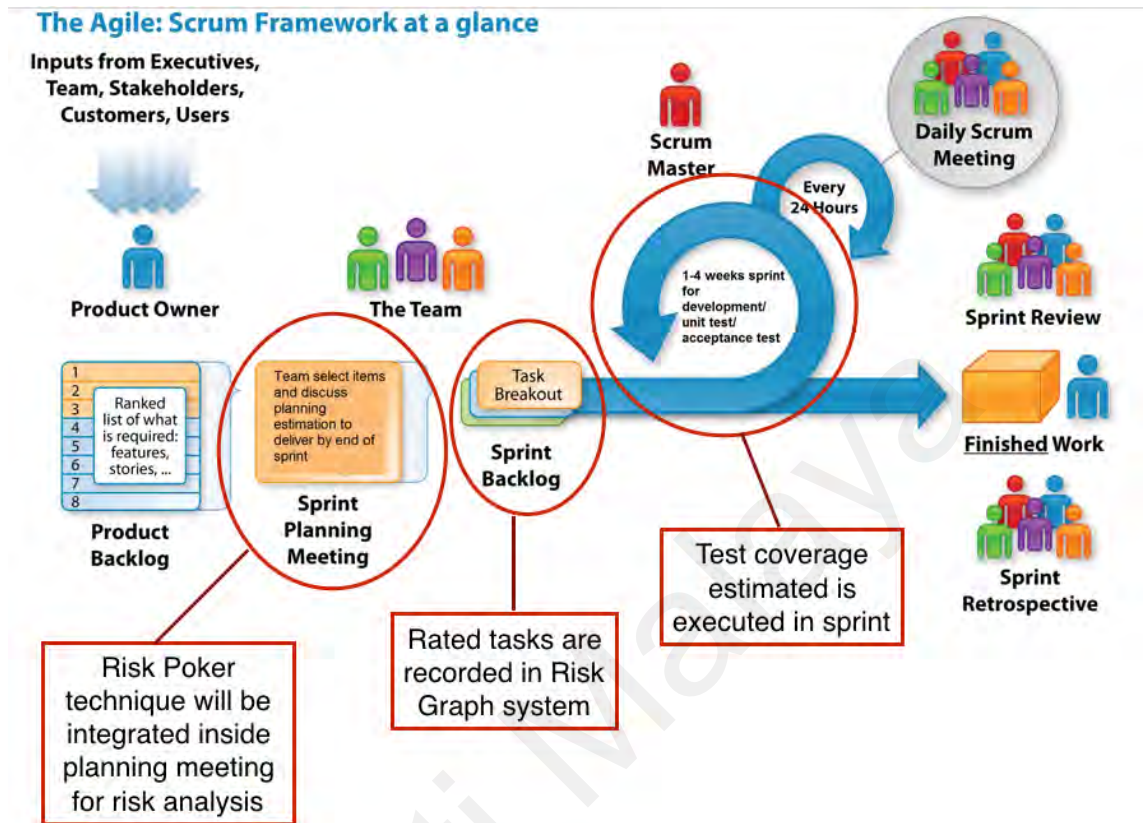 The Agile: Scrum Framework at a glance
Inputs from Executives,
Team, Stakeholders,
Customers, Users
Product Owner
The Team
Scrum
Master
Every
24 Hours
Daily Scrum
Meeting
1
2
3
4
5
6
7
8
Ranked
list of what
is required:
features,
stories, ...
Product
Backlog
Team select items
and discuss
planning
estimation to
deliver by end of
sprint
Sprint
Planning
Meeting
Task
Breakout
Sprint
Backlog
1-4 weeks sprint
for
development/
unit test/
acceptance test
Sprint Review
Finished Work
Sprint
Retrospective
Risk Poker
technique will be
integrated inside
planning meeting
for risk analysis
Rated tasks are
recorded in Risk
Graph system
Test coverage
estimated is
executed in sprint
ti Malaya